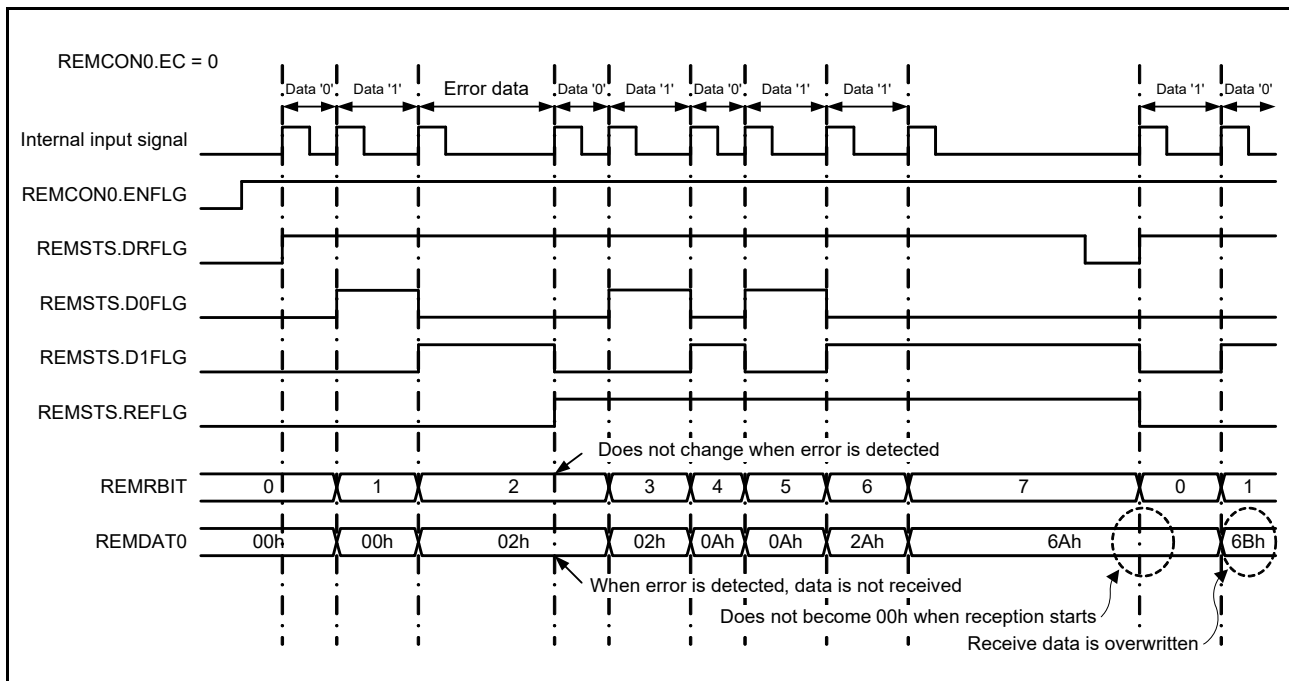 REMCON0.EC = 0
Data '0' Data '1' Error data Data '0' Data '1' Data '0' Data '1' Data '1' Data '1' Data '0'
Internal input signal
REMCON0.ENFLG
REMSTS.DRFLG
REMSTS.D0FLG
REMSTS.D1FLG
REMSTS.REFLG
Does not change when error is detected
REMRBIT 0 1 2 3 4 5 6 7 0 1
REMDAT0 00h 00h 02h 02h 0Ah 0Ah 2Ah 6Ah 6Bh
When error is detected, data is not received
Does not become 00h when reception starts
Receive data is overwritten